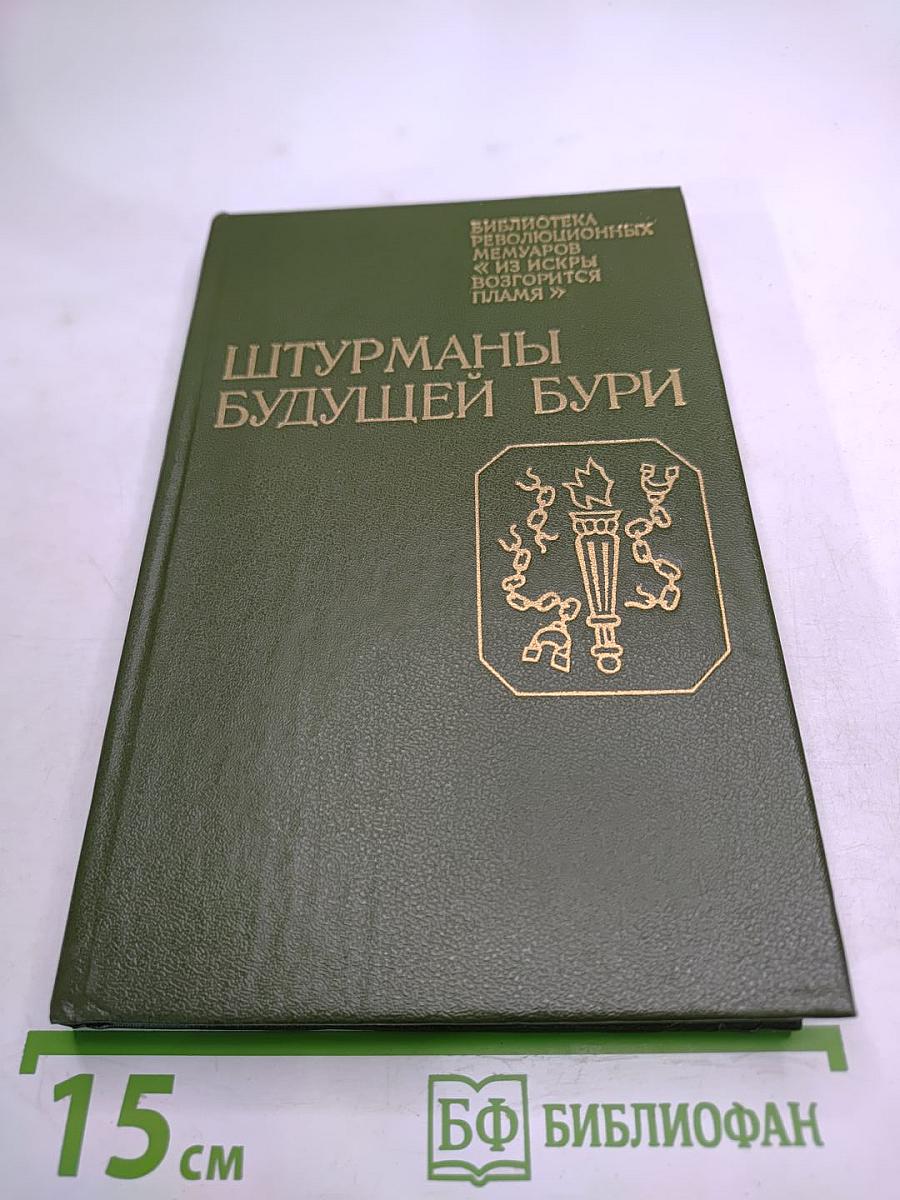 БИБЛИОТЕКА
РЕВОЛЮЦИОННЫХ
МЕМУАРОВ
« ИЗ ИСКРЫ
ВОЗГОРИТСЯ
ПЛАМЯ »
ШТУРМАНЫ
БУДУЩЕЙ БУРИ
15 см
БФ БИБЛИОФАН